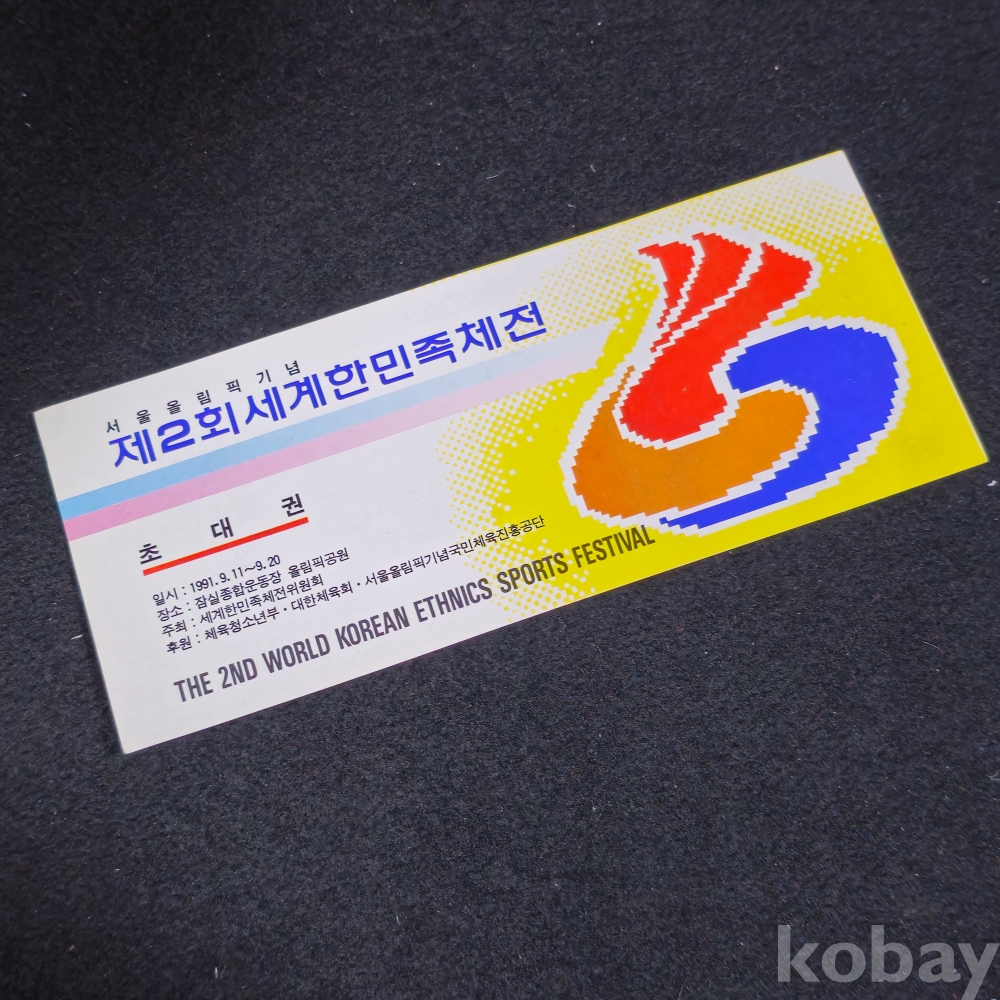 서울올림픽기념
제2회세계한민족체전
초대권
일시 : 1991. 9. 11~9. 20
장소 : 잠실종합운동장 올림픽공원
주최 : 세계한민족체전위원회
후원 : 체육청소년부·대한체육회·서울올림픽기념국민체육진흥공단
THE 2ND WORLD KOREAN ETHNICS SPORTS FESTIVAL
kobay